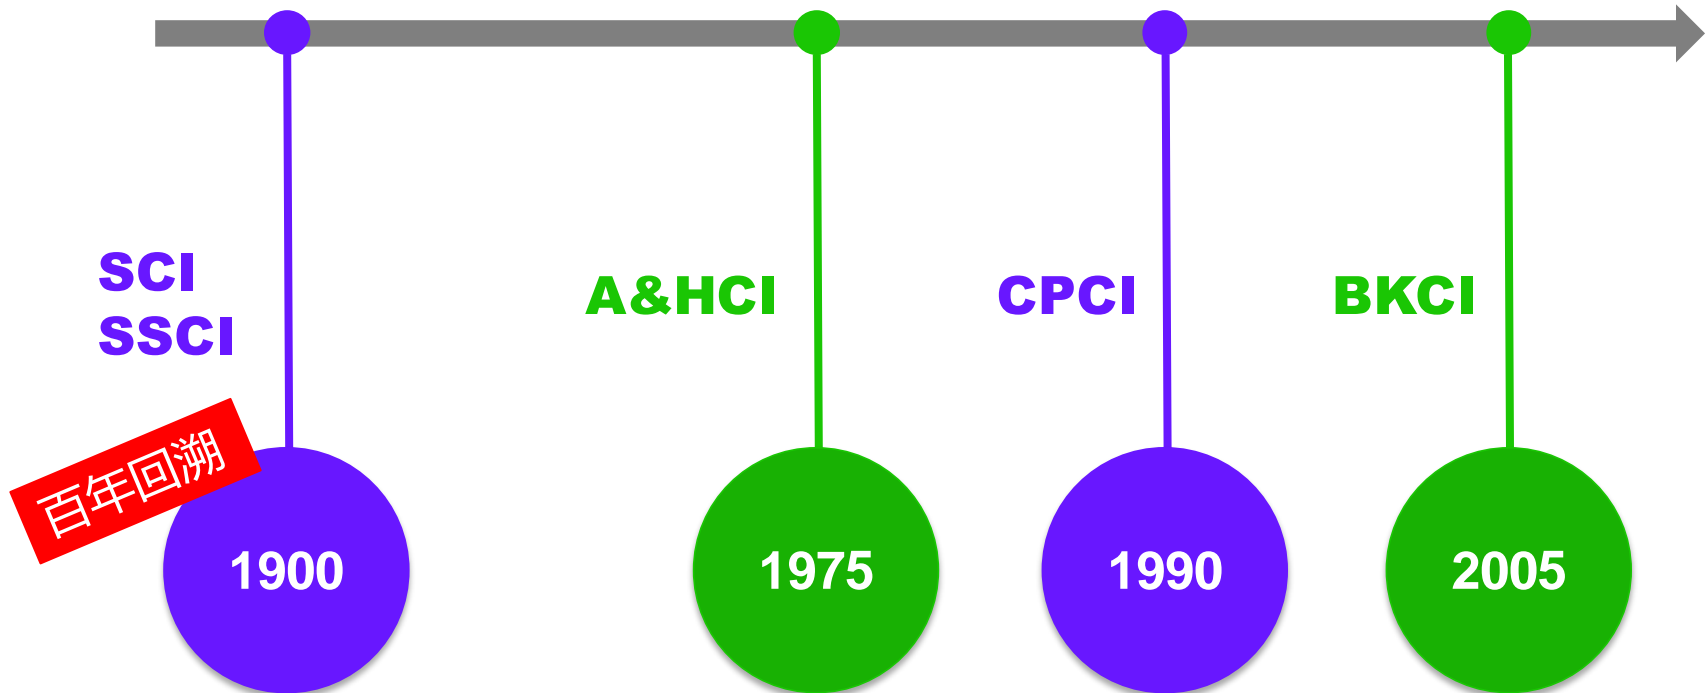 SCI
SSCI
A&HCI
CPCI
BKCI
百年回溯
1900
1975
1990
2005